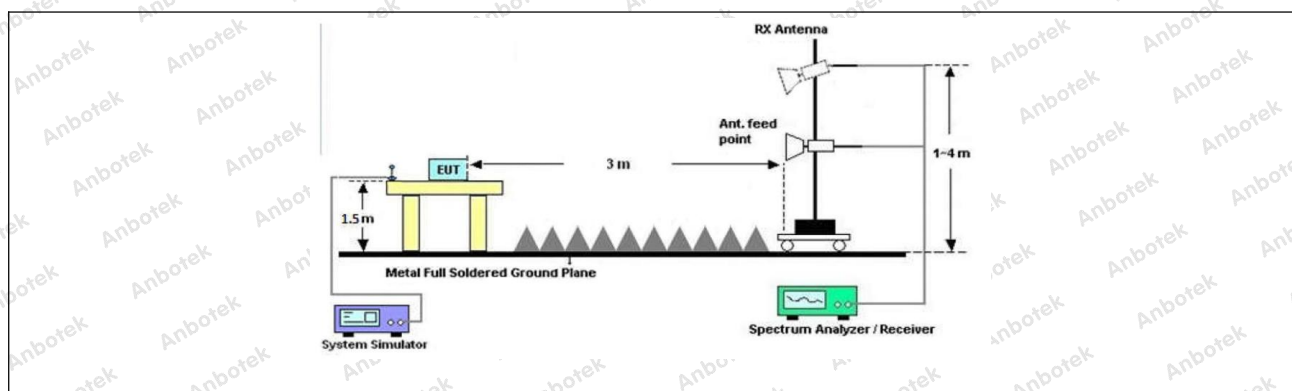 RX Antenna
Ant. feed
point
1~4 m
EUT
3 m
1.5 m
Metal Full Soldered Ground Plane
System Simulator
Spectrum Analyzer / Receiver
Anbotek